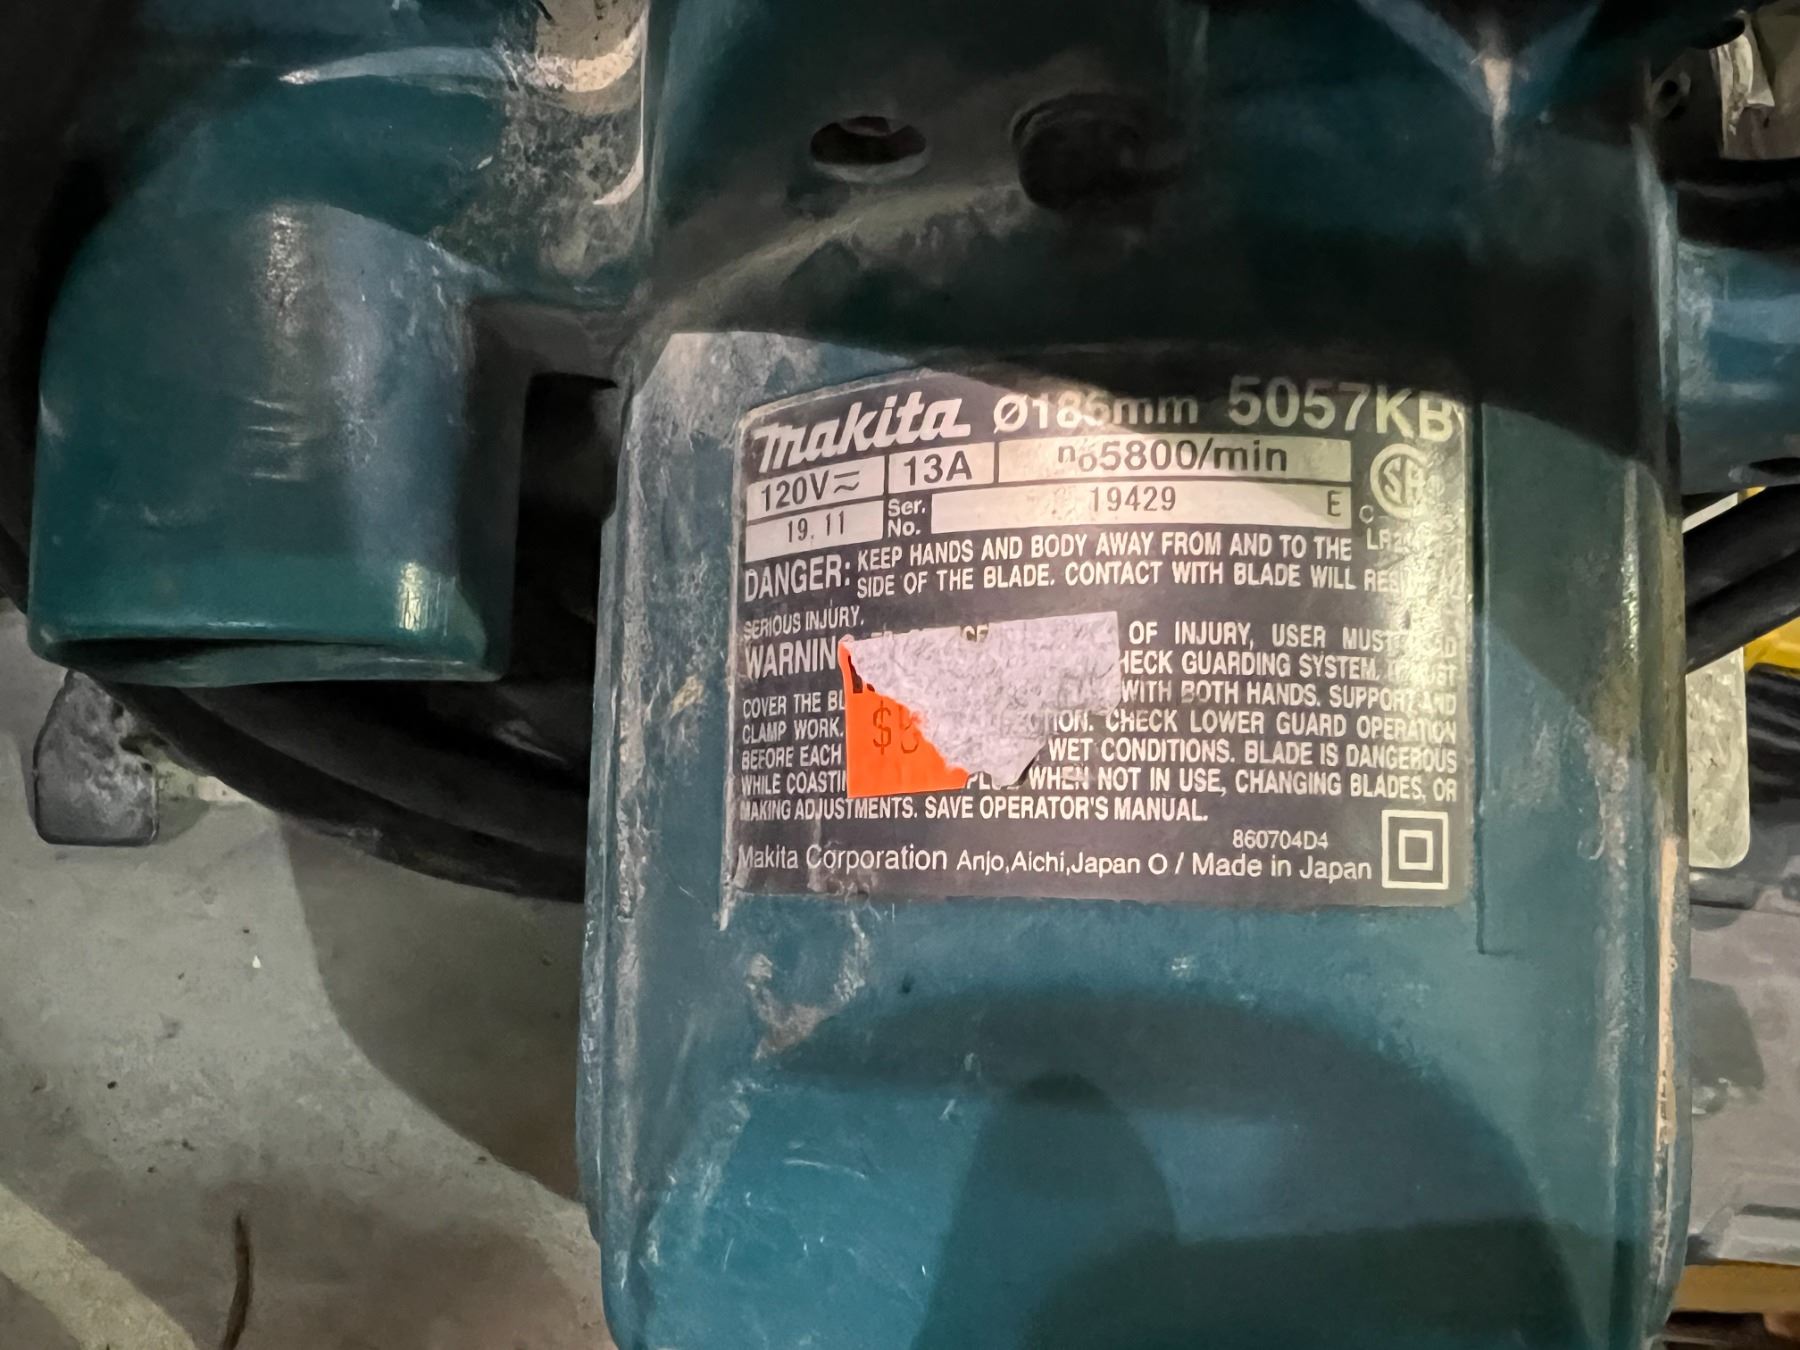 makita Ø185mm 5057KB
120V 13A n₀5800/min
19. 11 Ser. No. 19429 E
DANGER: KEEP HANDS AND BODY AWAY FROM AND TO THE
SIDE OF THE BLADE. CONTACT WITH BLADE WILL
SERIOUS INJURY.
OF INJURY, USER MUST
GUARDING SYSTEM.
COVER THE WITH BOTH HANDS. SUPPORT AND
CLAMP WORK. CHECK LOWER GUARD OPERATION
BEFORE EACH WET CONDITIONS. BLADE IS DANGEROUS
WHILE WHEN NOT IN USE, CHANGING BLADES, OR
MAKING ADJUSTMENTS. SAVE OPERATOR'S MANUAL.
860704D4
Makita Corporation Anjo,Aichi,Japan O / Made in Japan